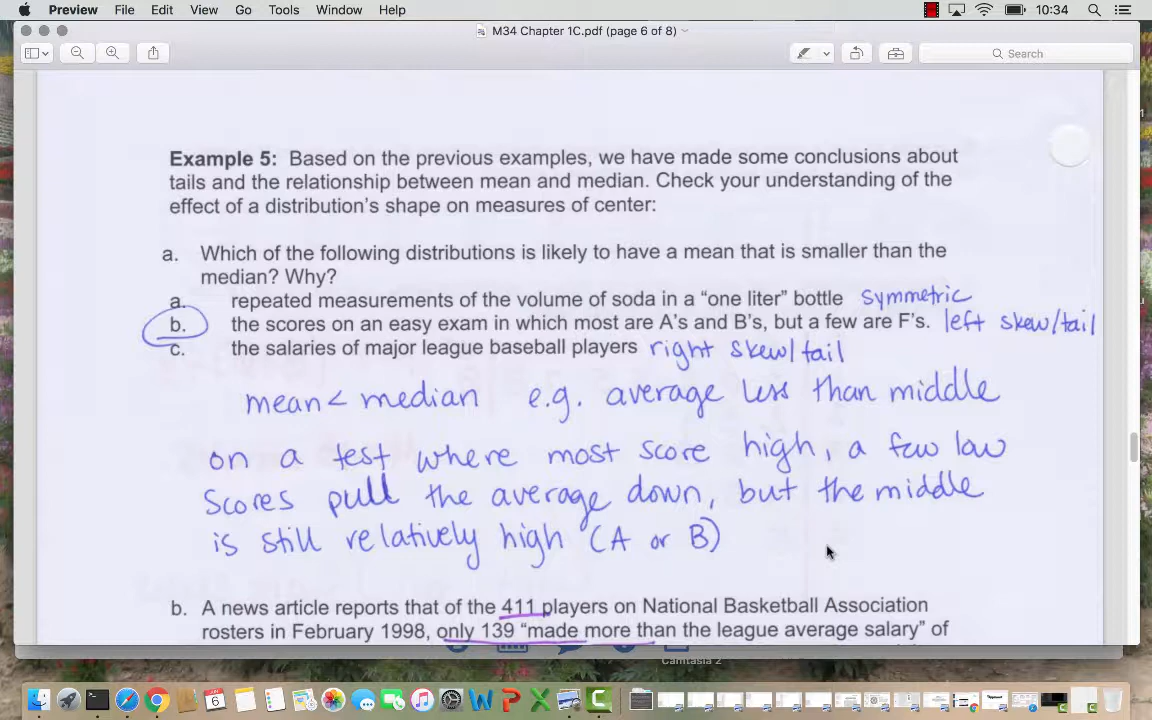 Preview File Edit View Go Tools Window Help 10:34
M34 Chapter 1C.pdf (page 6 of 8)
Search
Example 5: Based on the previous examples, we have made some conclusions about
tails and the relationship between mean and median. Check your understanding of the
effect of a distribution's shape on measures of center:
a. Which of the following distributions is likely to have a mean that is smaller than the
median? Why?
a. repeated measurements of the volume of soda in a “one liter” bottle symmetric
b. the scores on an easy exam in which most are A's and B's, but a few are F's. left skew/tail
c. the salaries of major league baseball players right skew/tail
mean < median e.g. average less than middle
on a test where most score high, a few low
scores pull the average down, but the middle
is still relatively high (A or B)
b. A news article reports that of the 411 players on National Basketball Association
rosters in February 1998, only 139 “made more than the league average salary” of
Camtasia 2
6